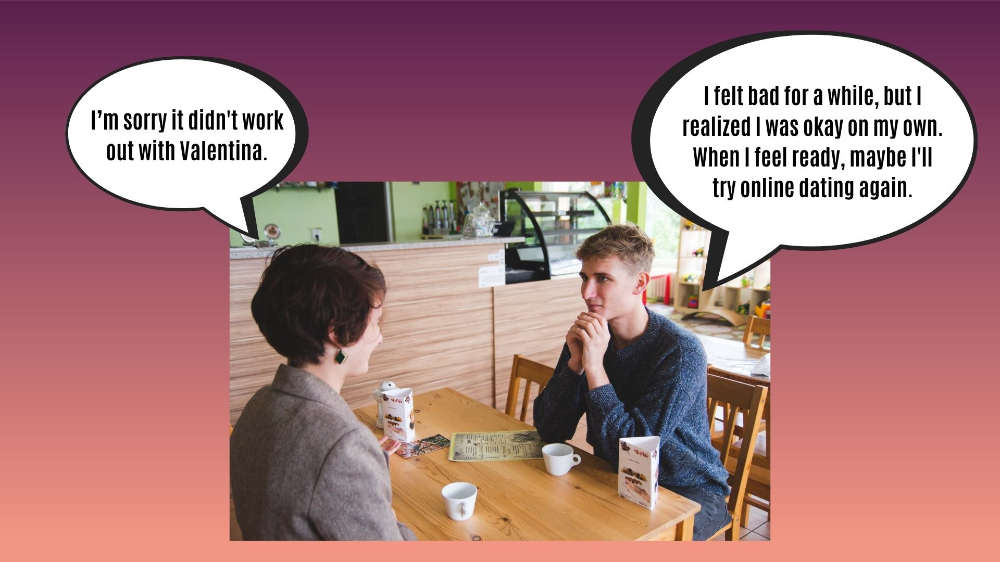 I’m sorry it didn't work
out with Valentina.
I felt bad for a while, but I
realized I was okay on my own.
When I feel ready, maybe I'll
try online dating again.